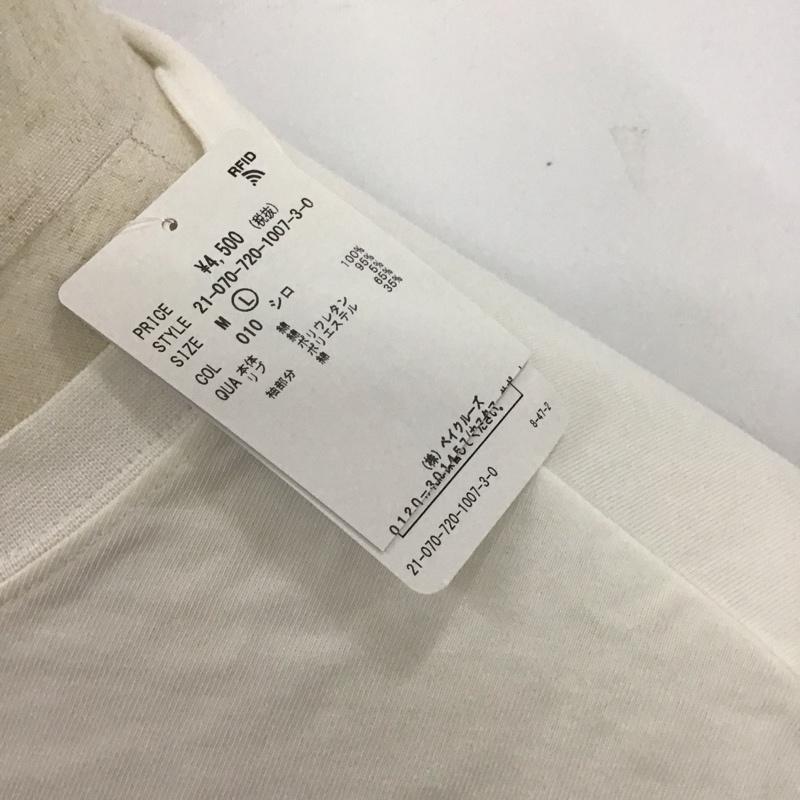 RFID
PRICE ¥4,500 (税抜)
STYLE 21-070-720-1007-3-0
SIZE M Ⓛ
COL 010 シロ
QUA 本体 綿 100%
リブ 綿 95%
ポリウレタン 5%
袖部分 ポリエステル 65%
綿 35%
(株) ベイクルーズ
8-47-2
21-070-720-1007-3-0